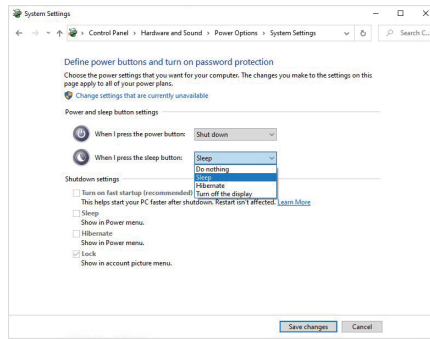 System Settings
Control Panel > Hardware and Sound > Power Options > System Settings
Search C...
Define power buttons and turn on password protection
Choose the power settings that you want for your computer. The changes you make to the settings on this
page apply to all of your power plans.
Change settings that are currently unavailable
Power and sleep button settings
When I press the power button: Shut down
When I press the sleep button: Sleep
Do nothing
Sleep
Hibernate
Turn off the display
Shutdown settings
Turn on fast startup (recommended)
This helps start your PC faster after shutdown. Restart isn't affected. Learn More
Sleep
Show in Power menu.
Hibernate
Show in Power menu.
Lock
Show in account picture menu.
Save changes Cancel